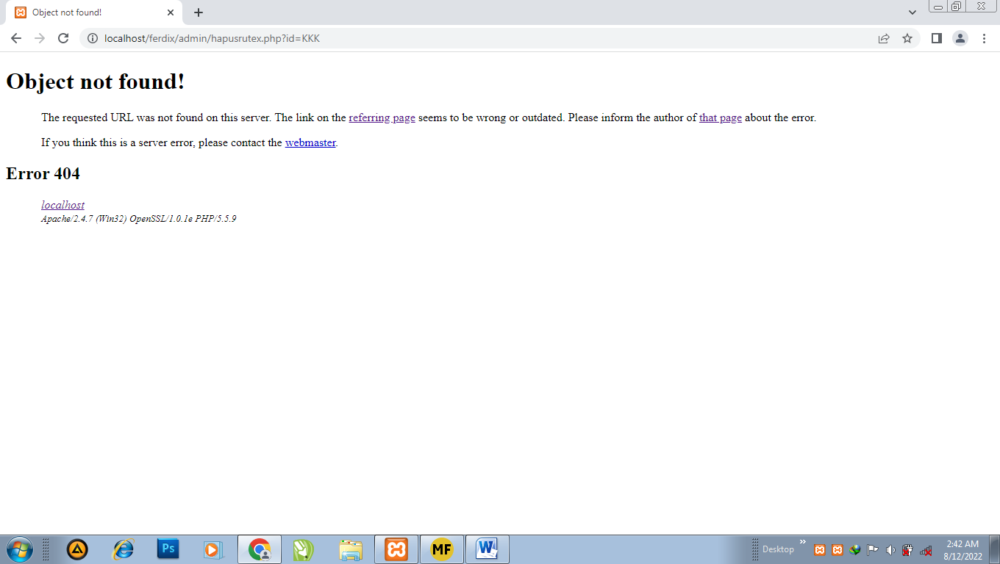 Object not found!
localhost/ferdix/admin/hapusrutex.php?id=KKK
Object not found!
The requested URL was not found on this server. The link on the referring page seems to be wrong or outdated. Please inform the author of that page about the error.
If you think this is a server error, please contact the webmaster.
Error 404
localhost
Apache/2.4.7 (Win32) OpenSSL/1.0.1e PHP/5.5.9
Ps
MF
W
Desktop
2:42 AM
8/12/2022